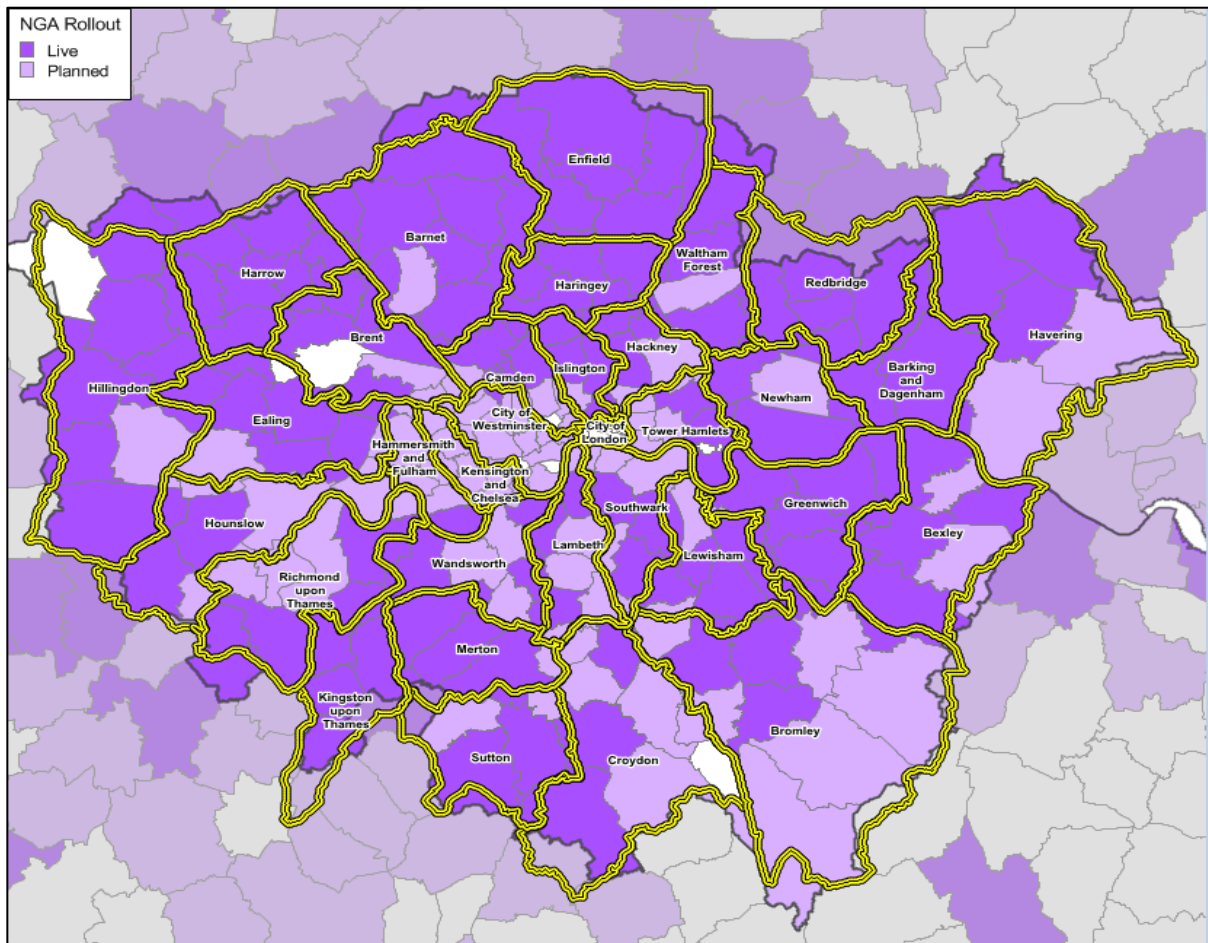 NGA Rollout
Live
Planned
Enfield
Barnet
Waltham
Forest
Harrow
Haringey
Redbridge
Havering
Brent
Hackney
Hillingdon
Camden
Islington
Barking
and
Dagenham
Newham
Ealing
City of
Westminster
City of
London
Tower Hamlets
Hammersmith
and
Fulham
Kensington
and
Chelsea
Southwark
Greenwich
Hounslow
Bexley
Lambeth
Lewisham
Wandsworth
Richmond
upon
Thames
Merton
Kingston
upon
Thames
Bromley
Sutton
Croydon